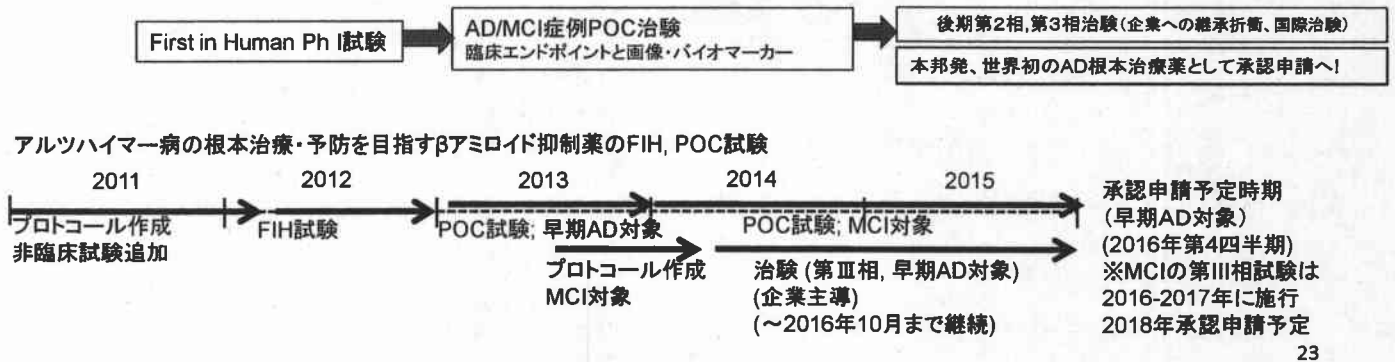 First in Human Ph I試験
AD/MCI症例POC治験
臨床エンドポイントと画像・バイオマーカー
後期第2相,第3相治験(企業への継承折衝、国際治験)
本邦発、世界初のAD根本治療薬として承認申請へ!
アルツハイマー病の根本治療・予防を目指すβアミロイド抑制薬のFIH, POC試験
2011
2012
2013
2014
2015
プロトコール作成
非臨床試験追加
FIH試験
POC試験; 早期AD対象
POC試験; MCI対象
プロトコール作成
MCI対象
治験 (第Ⅲ相, 早期AD対象)
(企業主導)
(~2016年10月まで継続)
承認申請予定時期
(早期AD対象)
(2016年第4四半期)
※MCIの第III相試験は
2016-2017年に施行
2018年承認申請予定
23